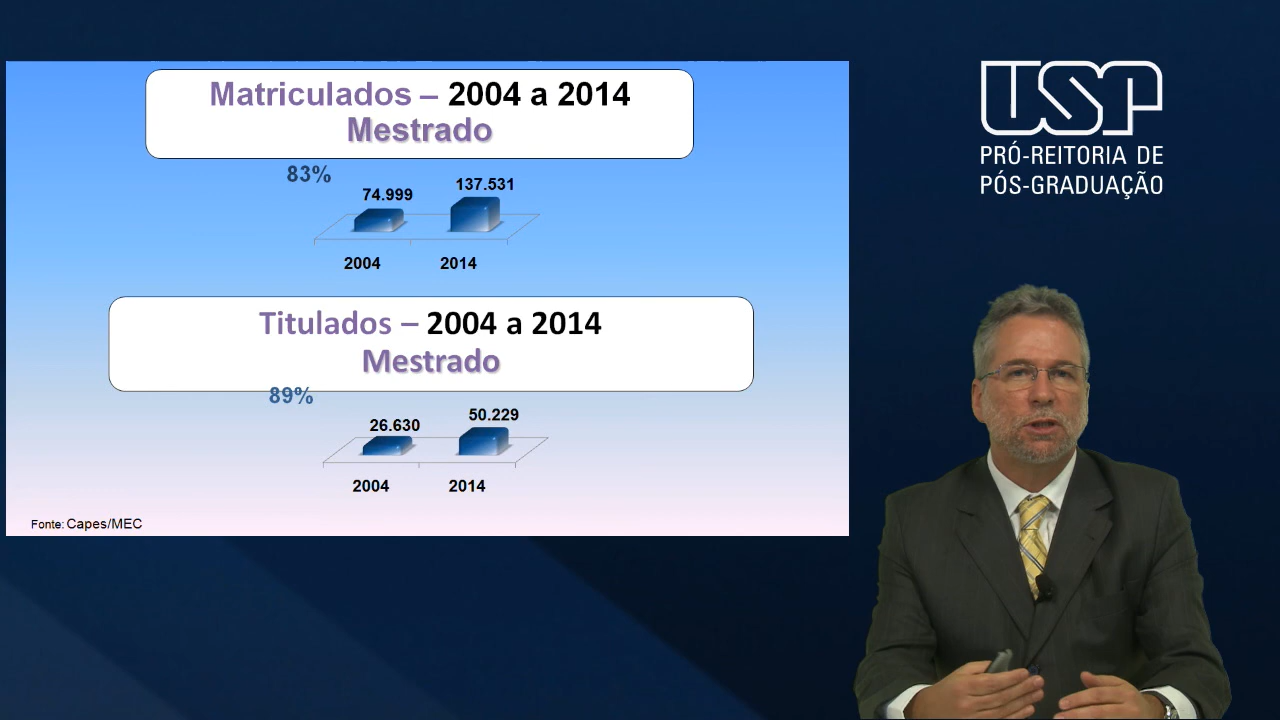 Matriculados – 2004 a 2014
Mestrado
83%
74.999
137.531
2004
2014
Titulados – 2004 a 2014
Mestrado
89%
26.630
50.229
2004
2014
Fonte: Capes/MEC
USP
PRÓ-REITORIA DE
PÓS-GRADUAÇÃO